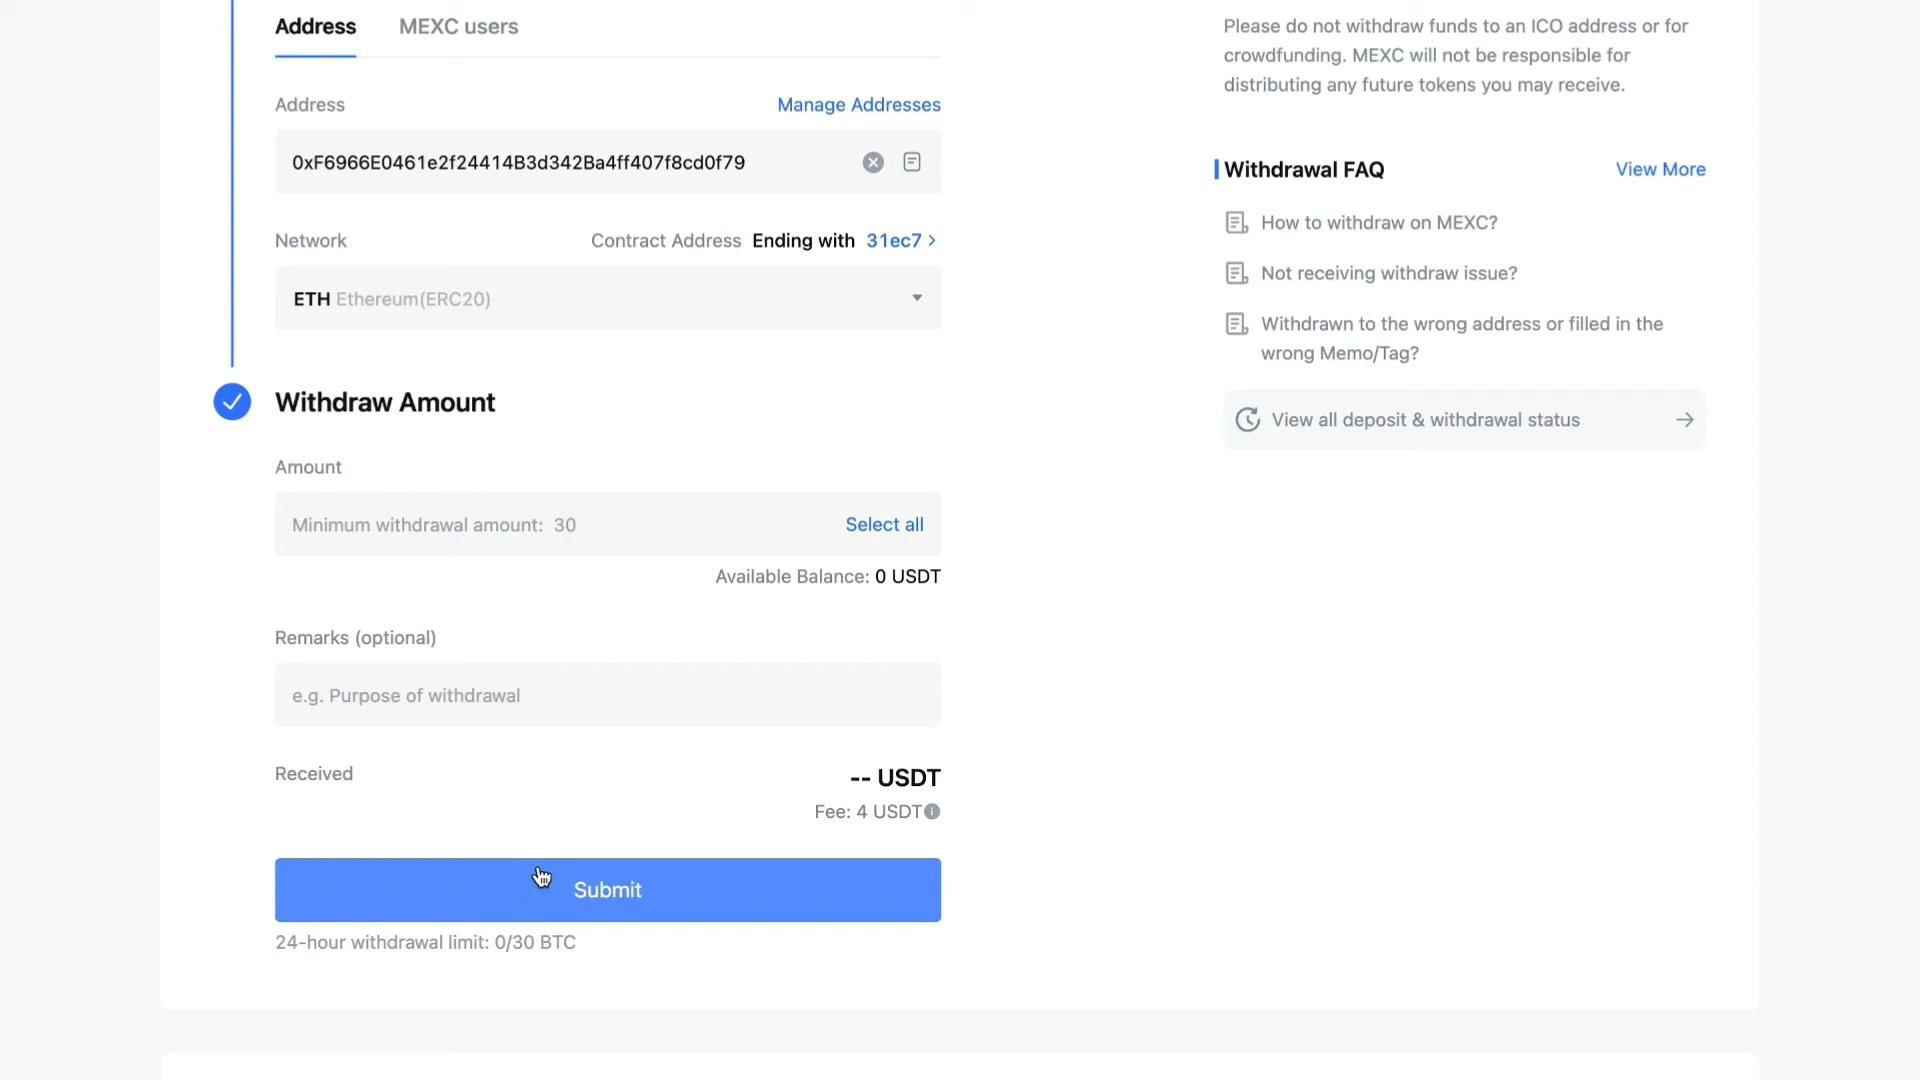 Address
MEXC users
Address
Manage Addresses
0xF6966E0461e2f24414B3d342Ba4ff407f8cd0f79
Network
Contract Address Ending with 31ec7 >
ETH Ethereum(ERC20)
Withdraw Amount
Amount
Minimum withdrawal amount: 30
Select all
Available Balance: 0 USDT
Remarks (optional)
e.g. Purpose of withdrawal
Received
-- USDT
Fee: 4 USDT
Submit
24-hour withdrawal limit: 0/30 BTC
Please do not withdraw funds to an ICO address or for
crowdfunding. MEXC will not be responsible for
distributing any future tokens you may receive.
Withdrawal FAQ
View More
How to withdraw on MEXC?
Not receiving withdraw issue?
Withdrawn to the wrong address or filled in the
wrong Memo/Tag?
View all deposit & withdrawal status